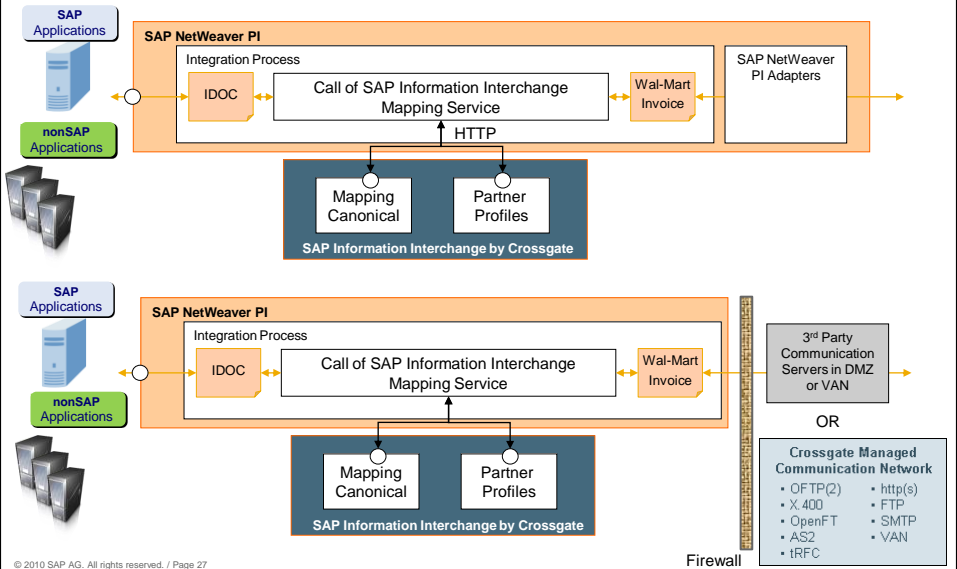 SAP
Applications
nonSAP
Applications
SAP NetWeaver PI
Integration Process
IDOC
Call of SAP Information Interchange
Mapping Service
Wal-Mart
Invoice
SAP NetWeaver
PI Adapters
HTTP
Mapping
Canonical
Partner
Profiles
SAP Information Interchange by Crossgate
SAP
Applications
nonSAP
Applications
SAP NetWeaver PI
Integration Process
IDOC
Call of SAP Information Interchange
Mapping Service
Wal-Mart
Invoice
3rd Party
Communication
Servers in DMZ
or VAN
OR
Mapping
Canonical
Partner
Profiles
SAP Information Interchange by Crossgate
Crossgate Managed
Communication Network
▪ OFTP(2)
▪ X.400
▪ OpenFT
▪ AS2
▪ tRFC
▪ http(s)
▪ FTP
▪ SMTP
▪ VAN
Firewall
© 2010 SAP AG. All rights reserved. / Page 27